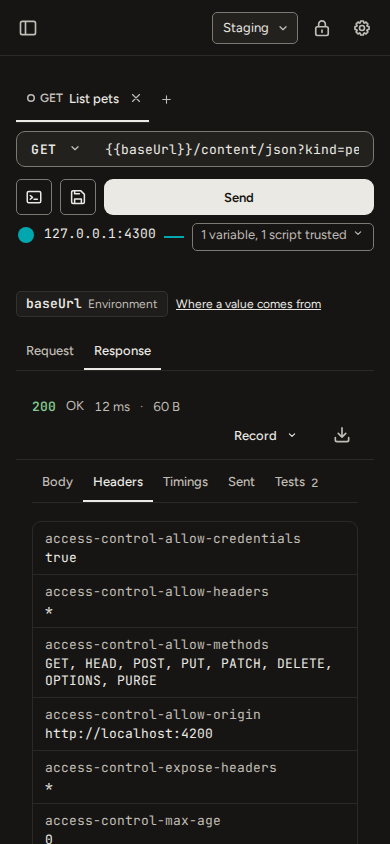 Staging
GET List pets
GET {{baseUrl}}/content/json?kind=pe
Send
127.0.0.1:4300 1 variable, 1 script trusted
baseUrl Environment Where a value comes from
Request Response
200 OK 12 ms · 60 B
Record
Body Headers Timings Sent Tests 2
access-control-allow-credentials
true
access-control-allow-headers
*
access-control-allow-methods
GET, HEAD, POST, PUT, PATCH, DELETE,
OPTIONS, PURGE
access-control-allow-origin
http://localhost:4200
access-control-expose-headers
*
access-control-max-age
0